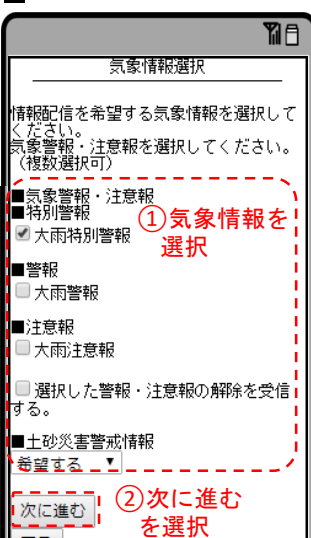 気象情報選択
情報配信を希望する気象情報を選択して
ください。
気象警報・注意報を選択してください。
(複数選択可)
■気象警報・注意報
■特別警報
①気象情報を
選択
大雨特別警報
■警報
大雨警報
■注意報
大雨注意報
選択した警報・注意報の解除を受信
する。
■土砂災害警戒情報
希望する
次に進む
②次に進む
を選択